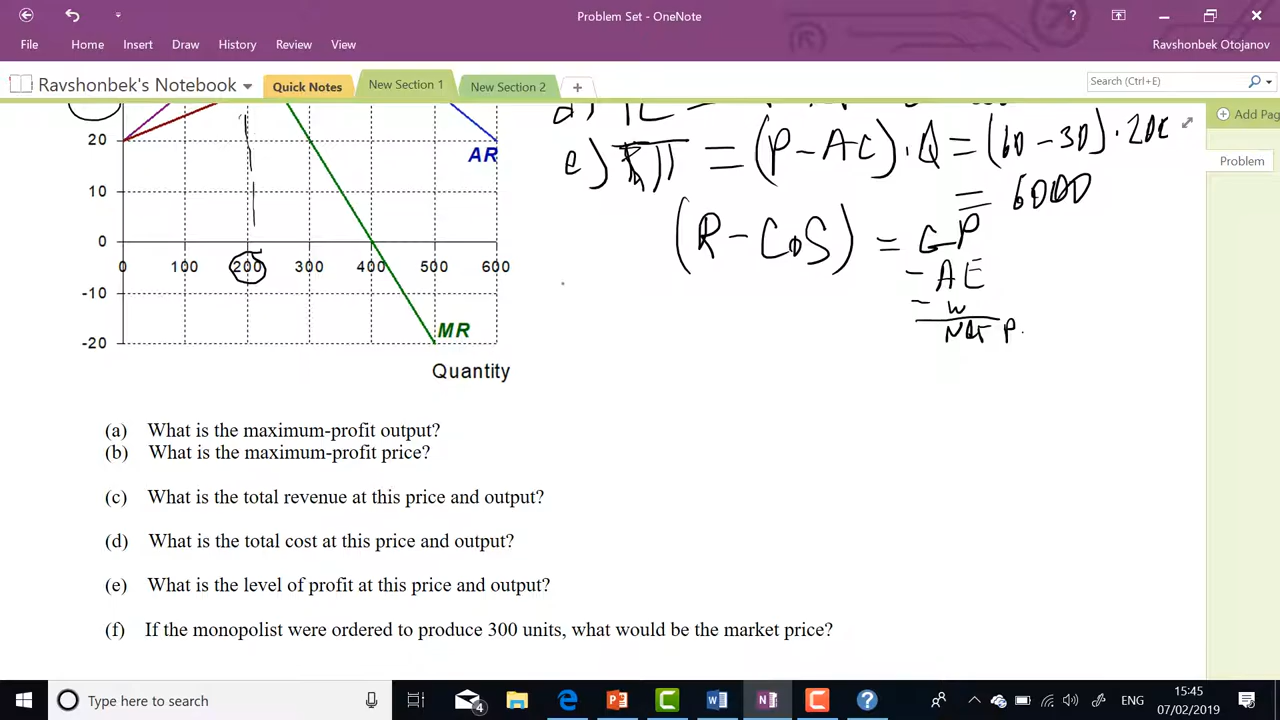 Problem Set - OneNote
?
File Home Insert Draw History Review View
Ravshonbek Otojanov
Ravshonbek's Notebook
Quick Notes
New Section 1
New Section 2
+
Search (Ctrl+E)
Add Pag
Problem
20
10
0
-10
-20
0 100 200 300 400 500 600
AR
MR
Quantity
e) π = (P - AC) · Q = (60 - 30) · 200
= 6000
(R - CoS) = GP
- AE
- W
Net P.
(a) What is the maximum-profit output?
(b) What is the maximum-profit price?
(c) What is the total revenue at this price and output?
(d) What is the total cost at this price and output?
(e) What is the level of profit at this price and output?
(f) If the monopolist were ordered to produce 300 units, what would be the market price?
Type here to search
4
ENG
15:45
07/02/2019